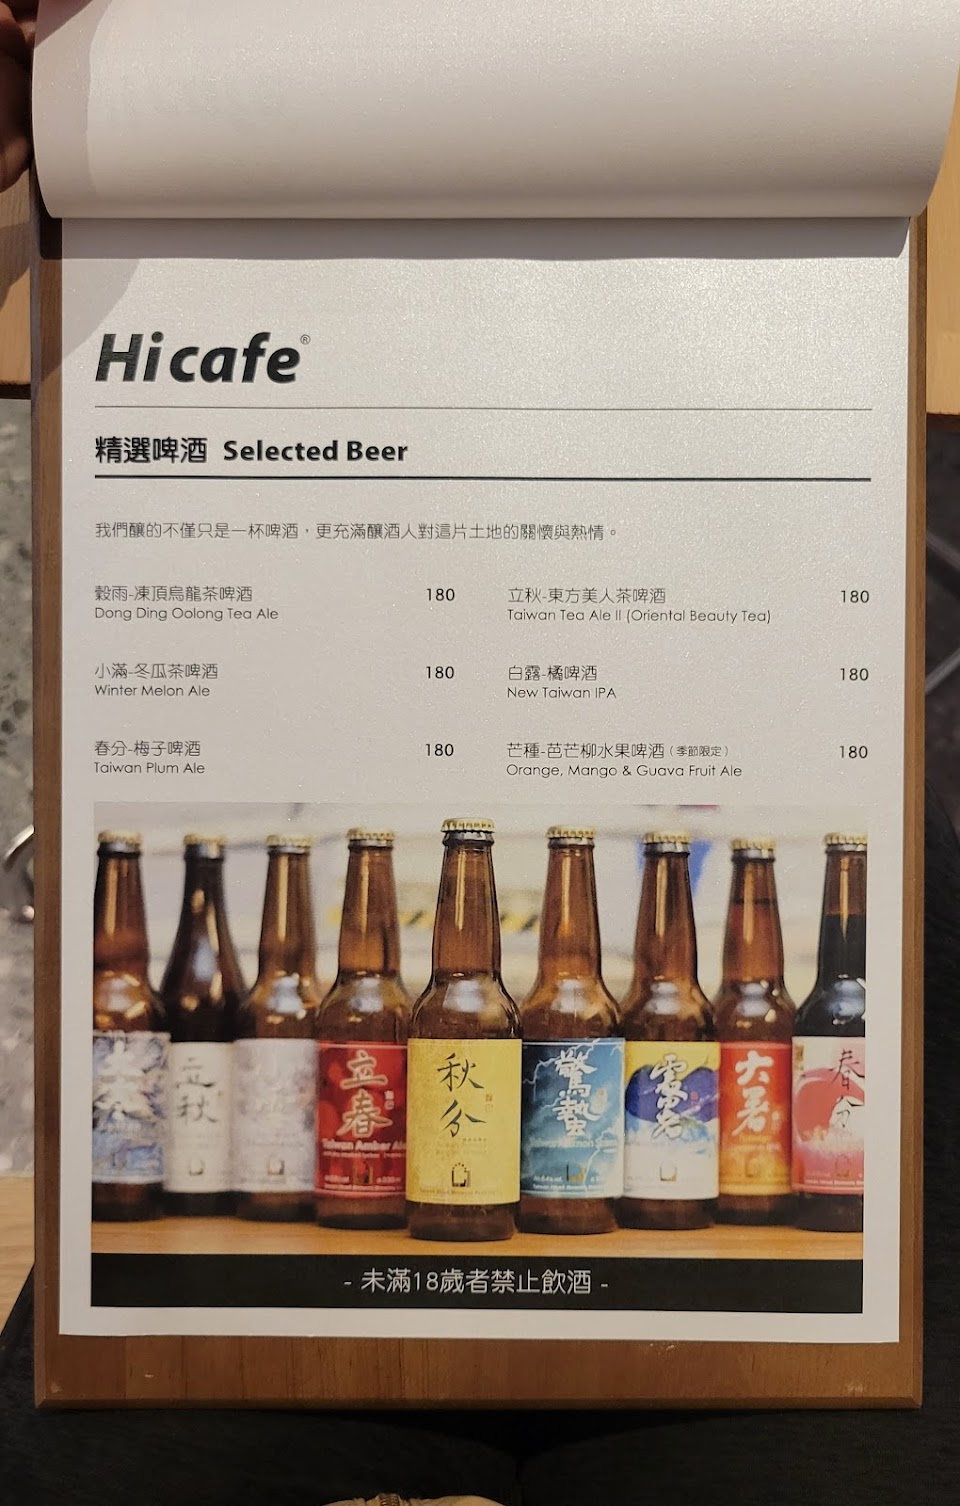 Hi cafe®
精選啤酒 Selected Beer
我們釀的不僅只是一杯啤酒，更充滿釀酒人對這片土地的關懷與熱情。
穀雨-凍頂烏龍茶啤酒 180
Dong Ding Oolong Tea Ale
立秋-東方美人茶啤酒 180
Taiwan Tea Ale II (Oriental Beauty Tea)
小滿-冬瓜茶啤酒 180
Winter Melon Ale
白露-橘啤酒 180
New Taiwan IPA
春分-梅子啤酒 180
Taiwan Plum Ale
芒種-芭芒柳水果啤酒（季節限定） 180
Orange, Mango & Guava Fruit Ale
立秋
立春
Taiwan Amber Ale
秋分
驚蟄
大暑
春分
- 未滿18歲者禁止飲酒 -